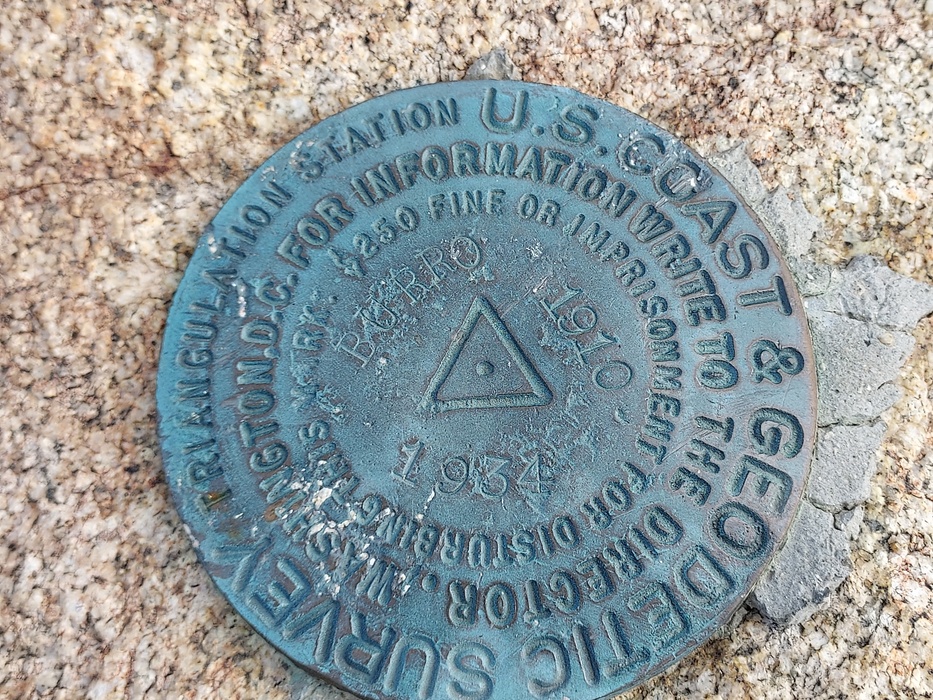 U.S. COAST & GEODETIC SURVEY
TRIANGULATION STATION
FOR INFORMATION WRITE TO THE DIRECTOR, WASHINGTON, D.C.
$250 FINE OR IMPRISONMENT FOR DISTURBING THIS MARK.
BURRO
1910
1934